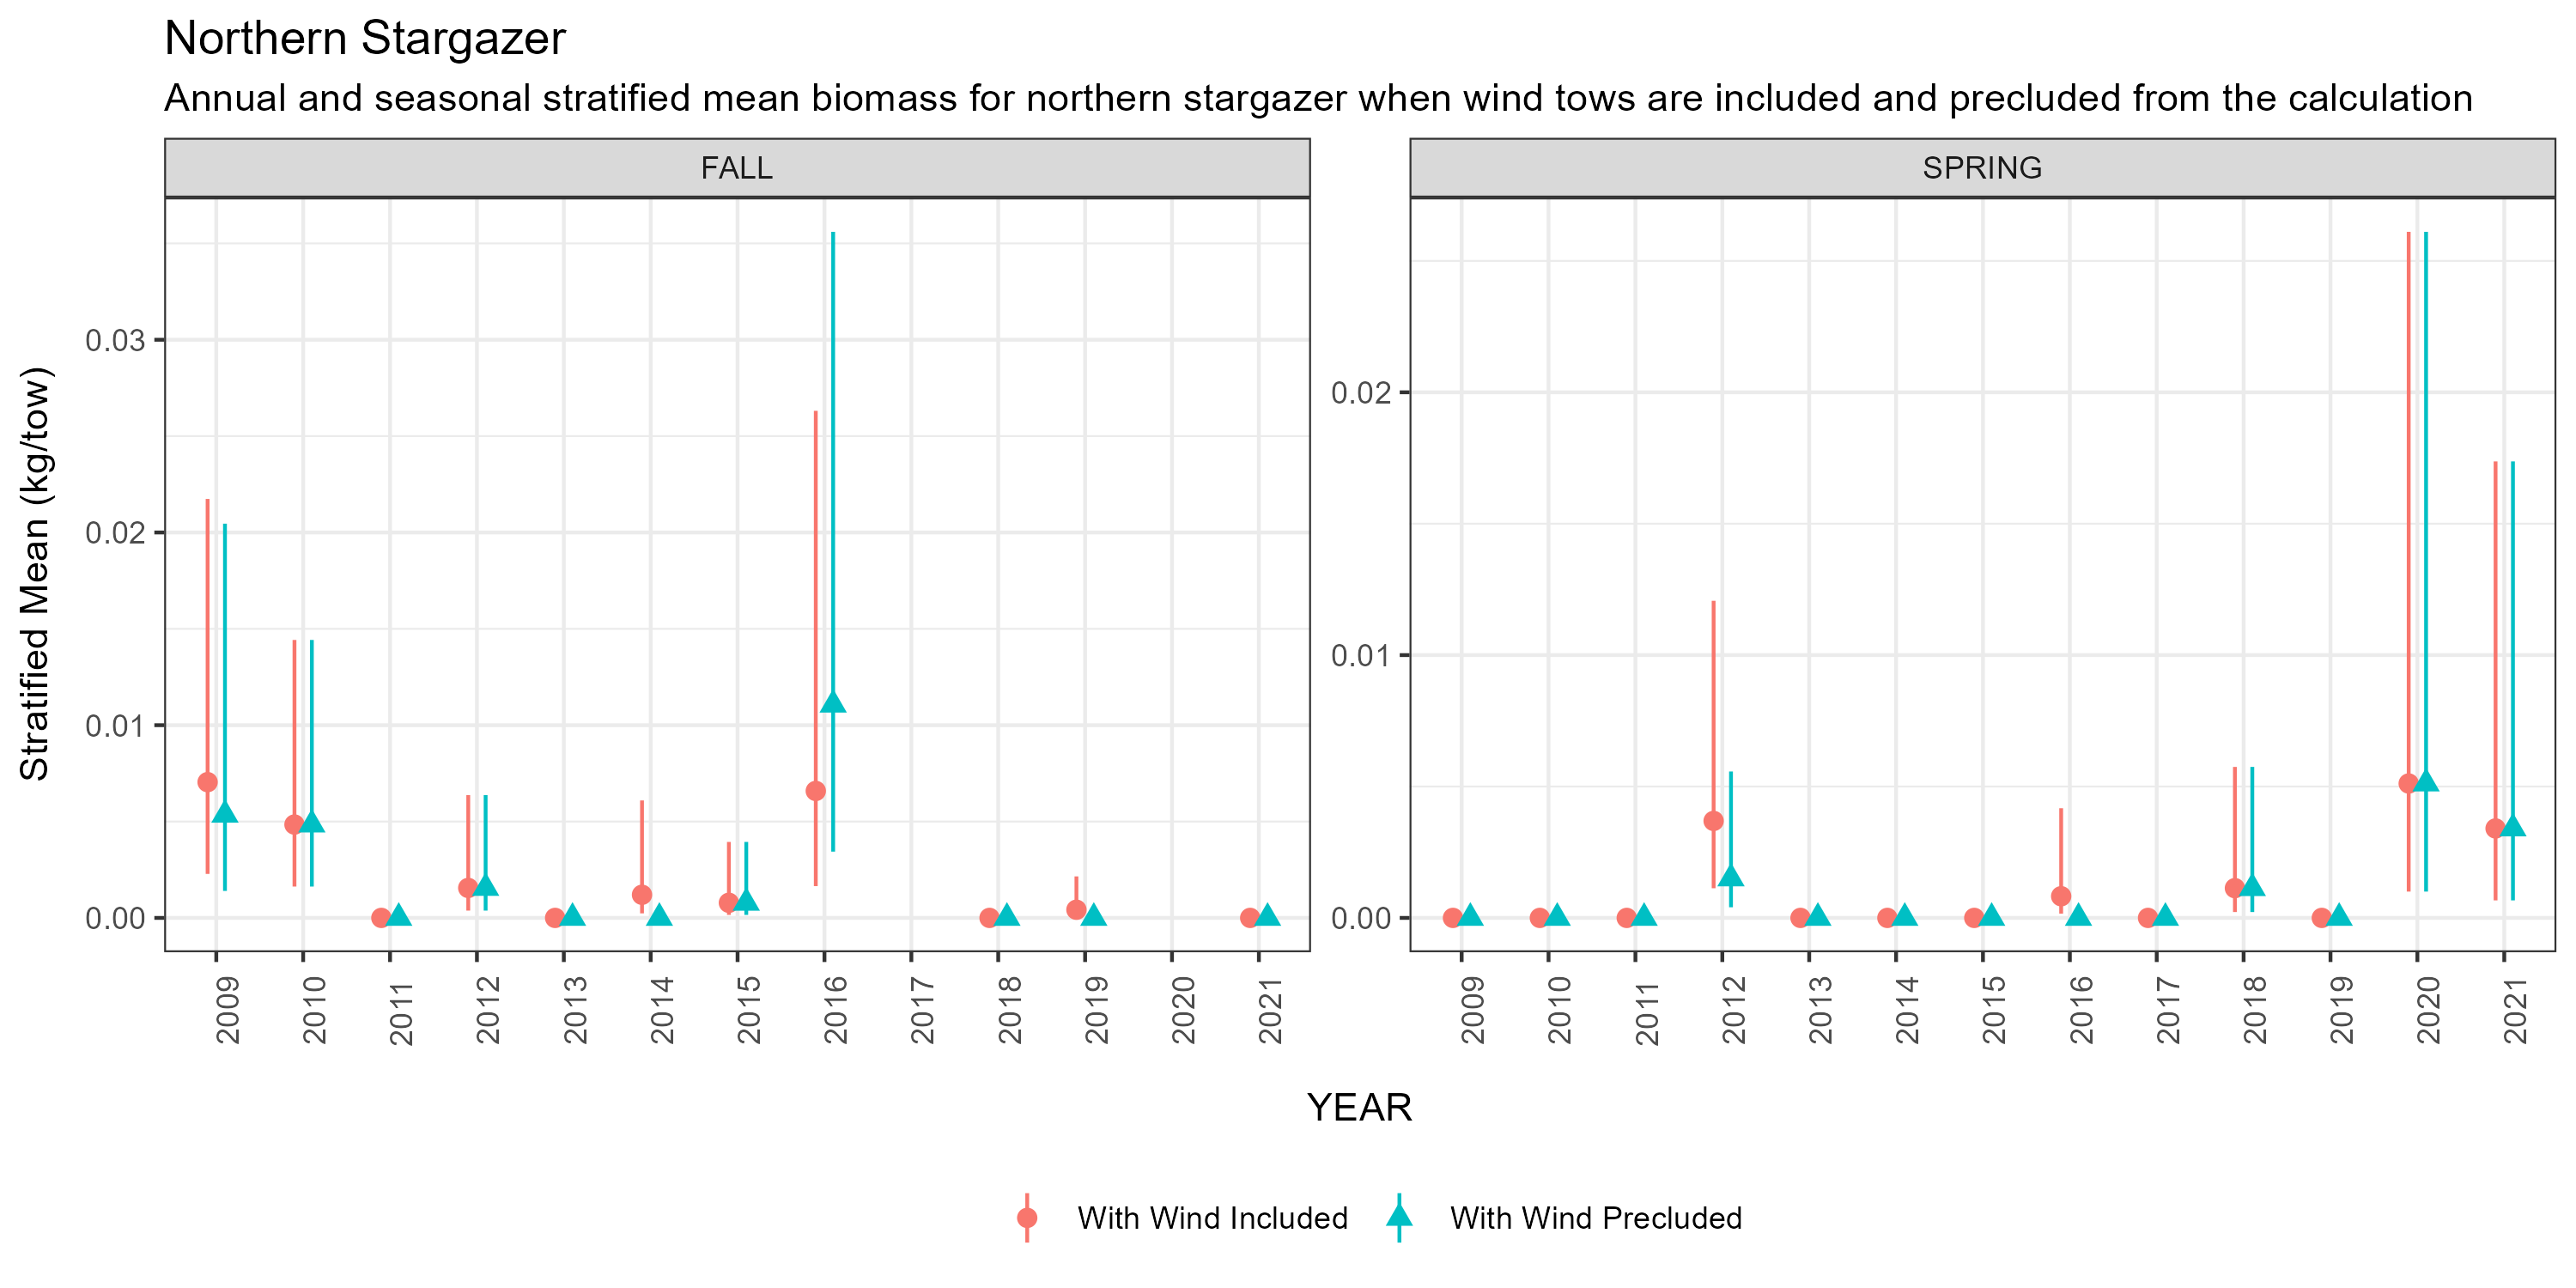 Northern Stargazer
Annual and seasonal stratified mean biomass for northern stargazer when wind tows are included and precluded from the calculation
FALL
SPRING
Stratified Mean (kg/tow)
0.03
0.02
0.01
0.00
0.02
0.01
0.00
2009 2010 2011 2012 2013 2014 2015 2016 2017 2018 2019 2020 2021
2009 2010 2011 2012 2013 2014 2015 2016 2017 2018 2019 2020 2021
YEAR
With Wind Included
With Wind Precluded